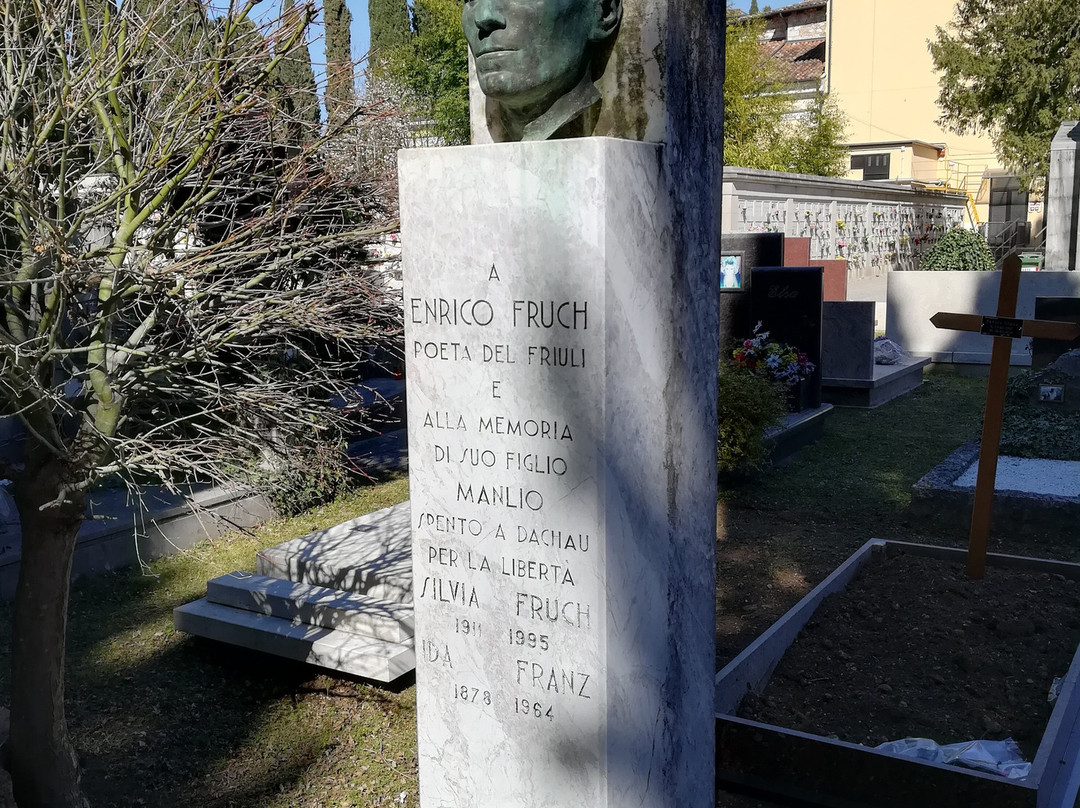 A
ENRICO FRUCH
POETA DEL FRIULI
E
ALLA MEMORIA
DI SUO FIGLIO
MANLIO
SPENTO A DACHAU
PER LA LIBERTÀ
SILVIA FRUCH
1911 1995
IDA FRANZ
1878 1964
Elsa